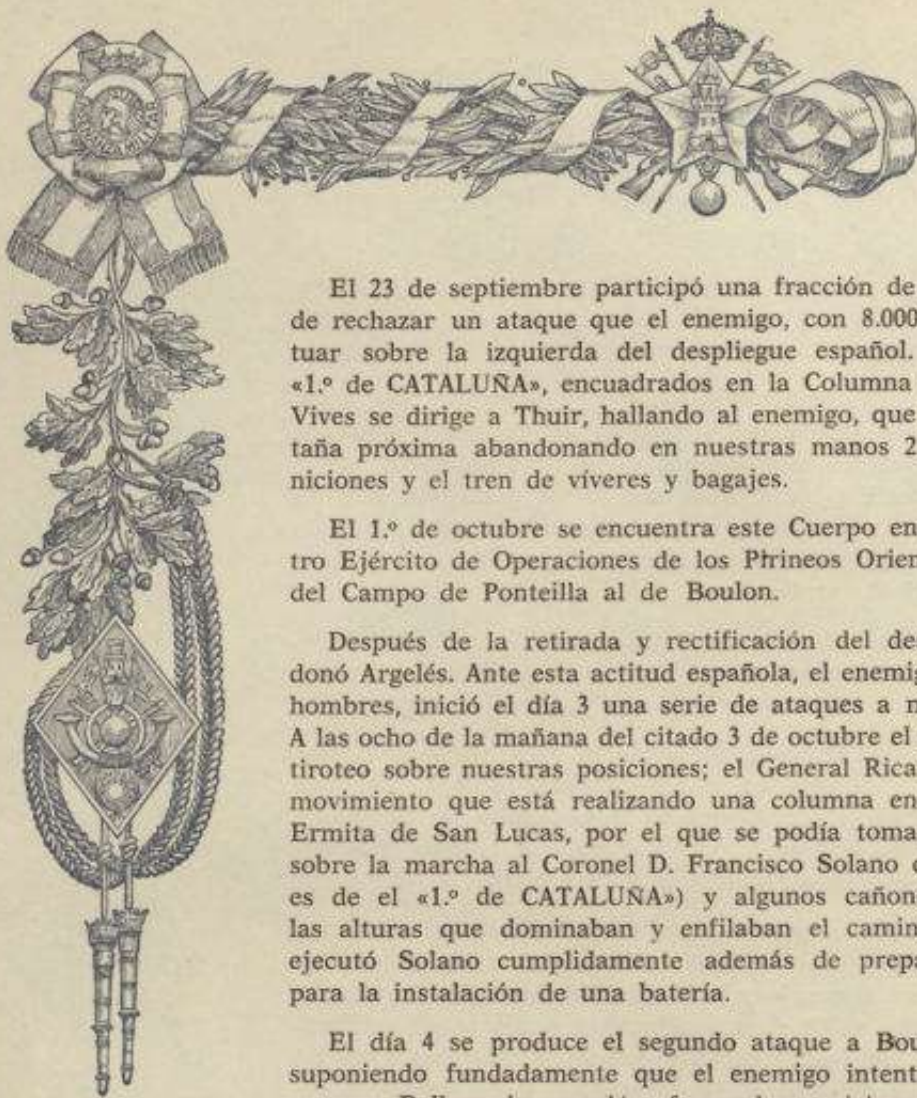 El 23 de septiembre participó una fracción de
de rechazar un ataque que el enemigo, con 8.000
tuar sobre la izquierda del despliegue español.
«1.º de CATALUÑA», encuadrados en la Columna
Vives se dirige a Thuir, hallando al enemigo, que
taña próxima abandonando en nuestras manos 2
niciones y el tren de víveres y bagajes.
El 1.º de octubre se encuentra este Cuerpo en
tro Ejército de Operaciones de los Pirineos Orien
del Campo de Ponteilla al de Boulon.
Después de la retirada y rectificación del de
donó Argelés. Ante esta actitud española, el enemig
hombres, inició el día 3 una serie de ataques a n
A las ocho de la mañana del citado 3 de octubre el
tiroteo sobre nuestras posiciones; el General Rica
movimiento que está realizando una columna en
Ermita de San Lucas, por el que se podía toma
sobre la marcha al Coronel D. Francisco Solano
es de el «1.º de CATALUÑA») y algunos cañon
las alturas que dominaban y enfilaban el camin
ejecutó Solano cumplidamente además de prepa
para la instalación de una batería.
El día 4 se produce el segundo ataque a Bou
suponiendo fundadamente que el enemigo intent